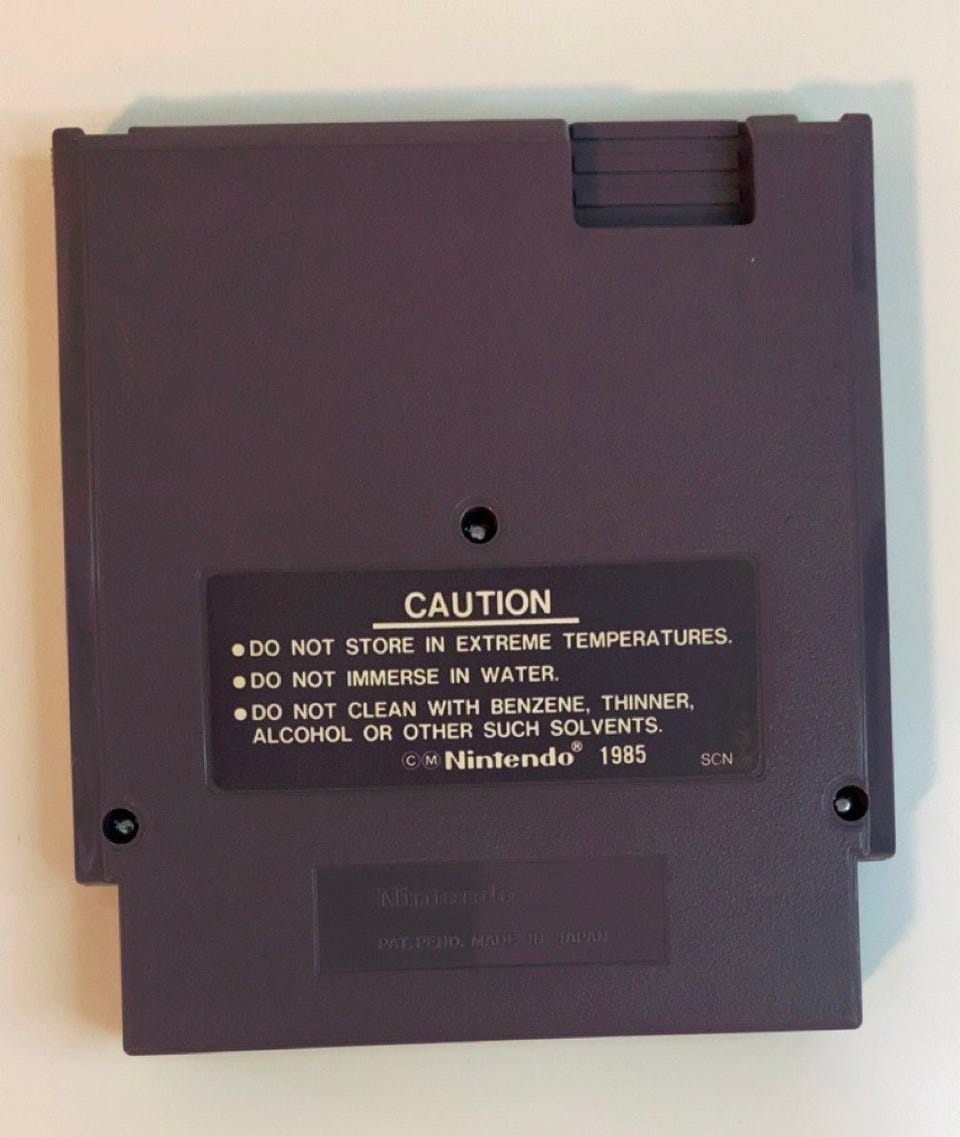 CAUTION
●DO NOT STORE IN EXTREME TEMPERATURES.
●DO NOT IMMERSE IN WATER.
●DO NOT CLEAN WITH BENZENE, THINNER,
ALCOHOL OR OTHER SUCH SOLVENTS.
ⒸⓂ Nintendo® 1985 SCN
Nintendo
PAT. PEND. MADE IN JAPAN